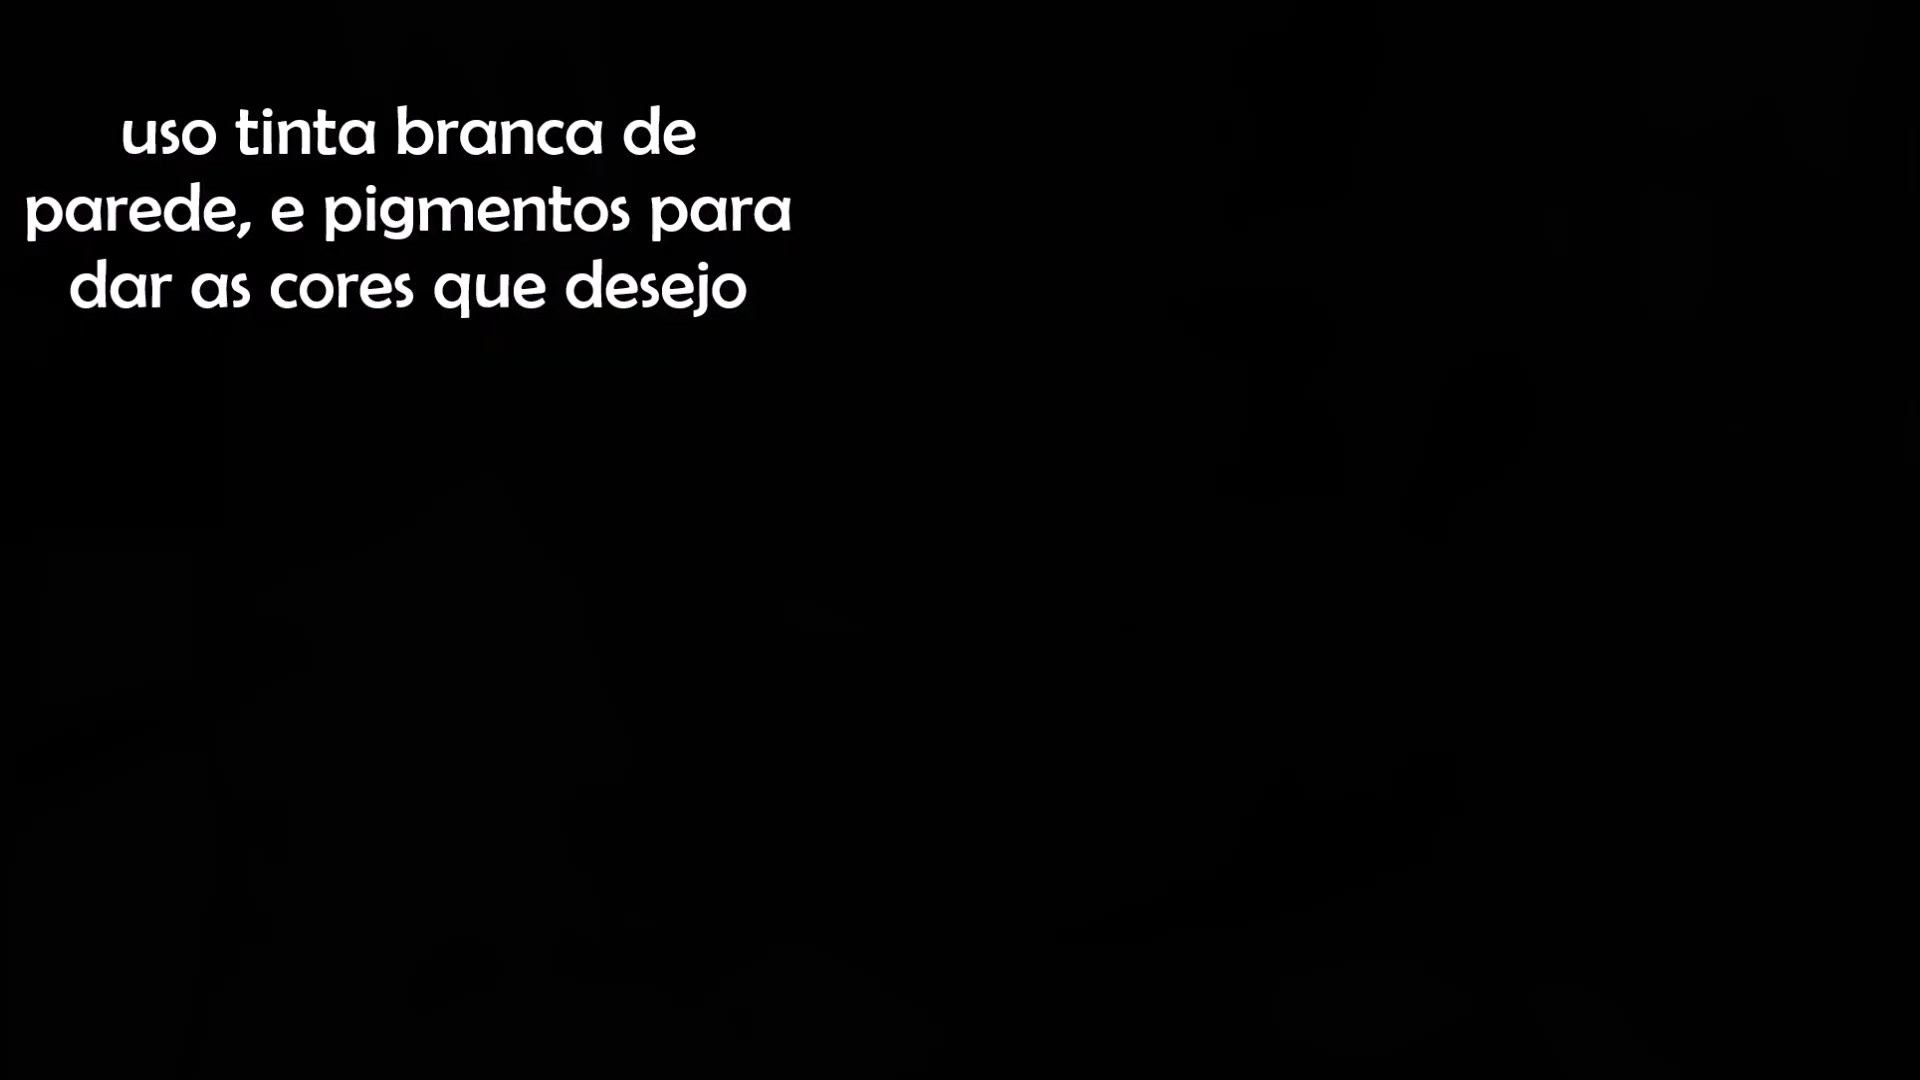 uso tinta branca de
parede, e pigmentos para
dar as cores que desejo